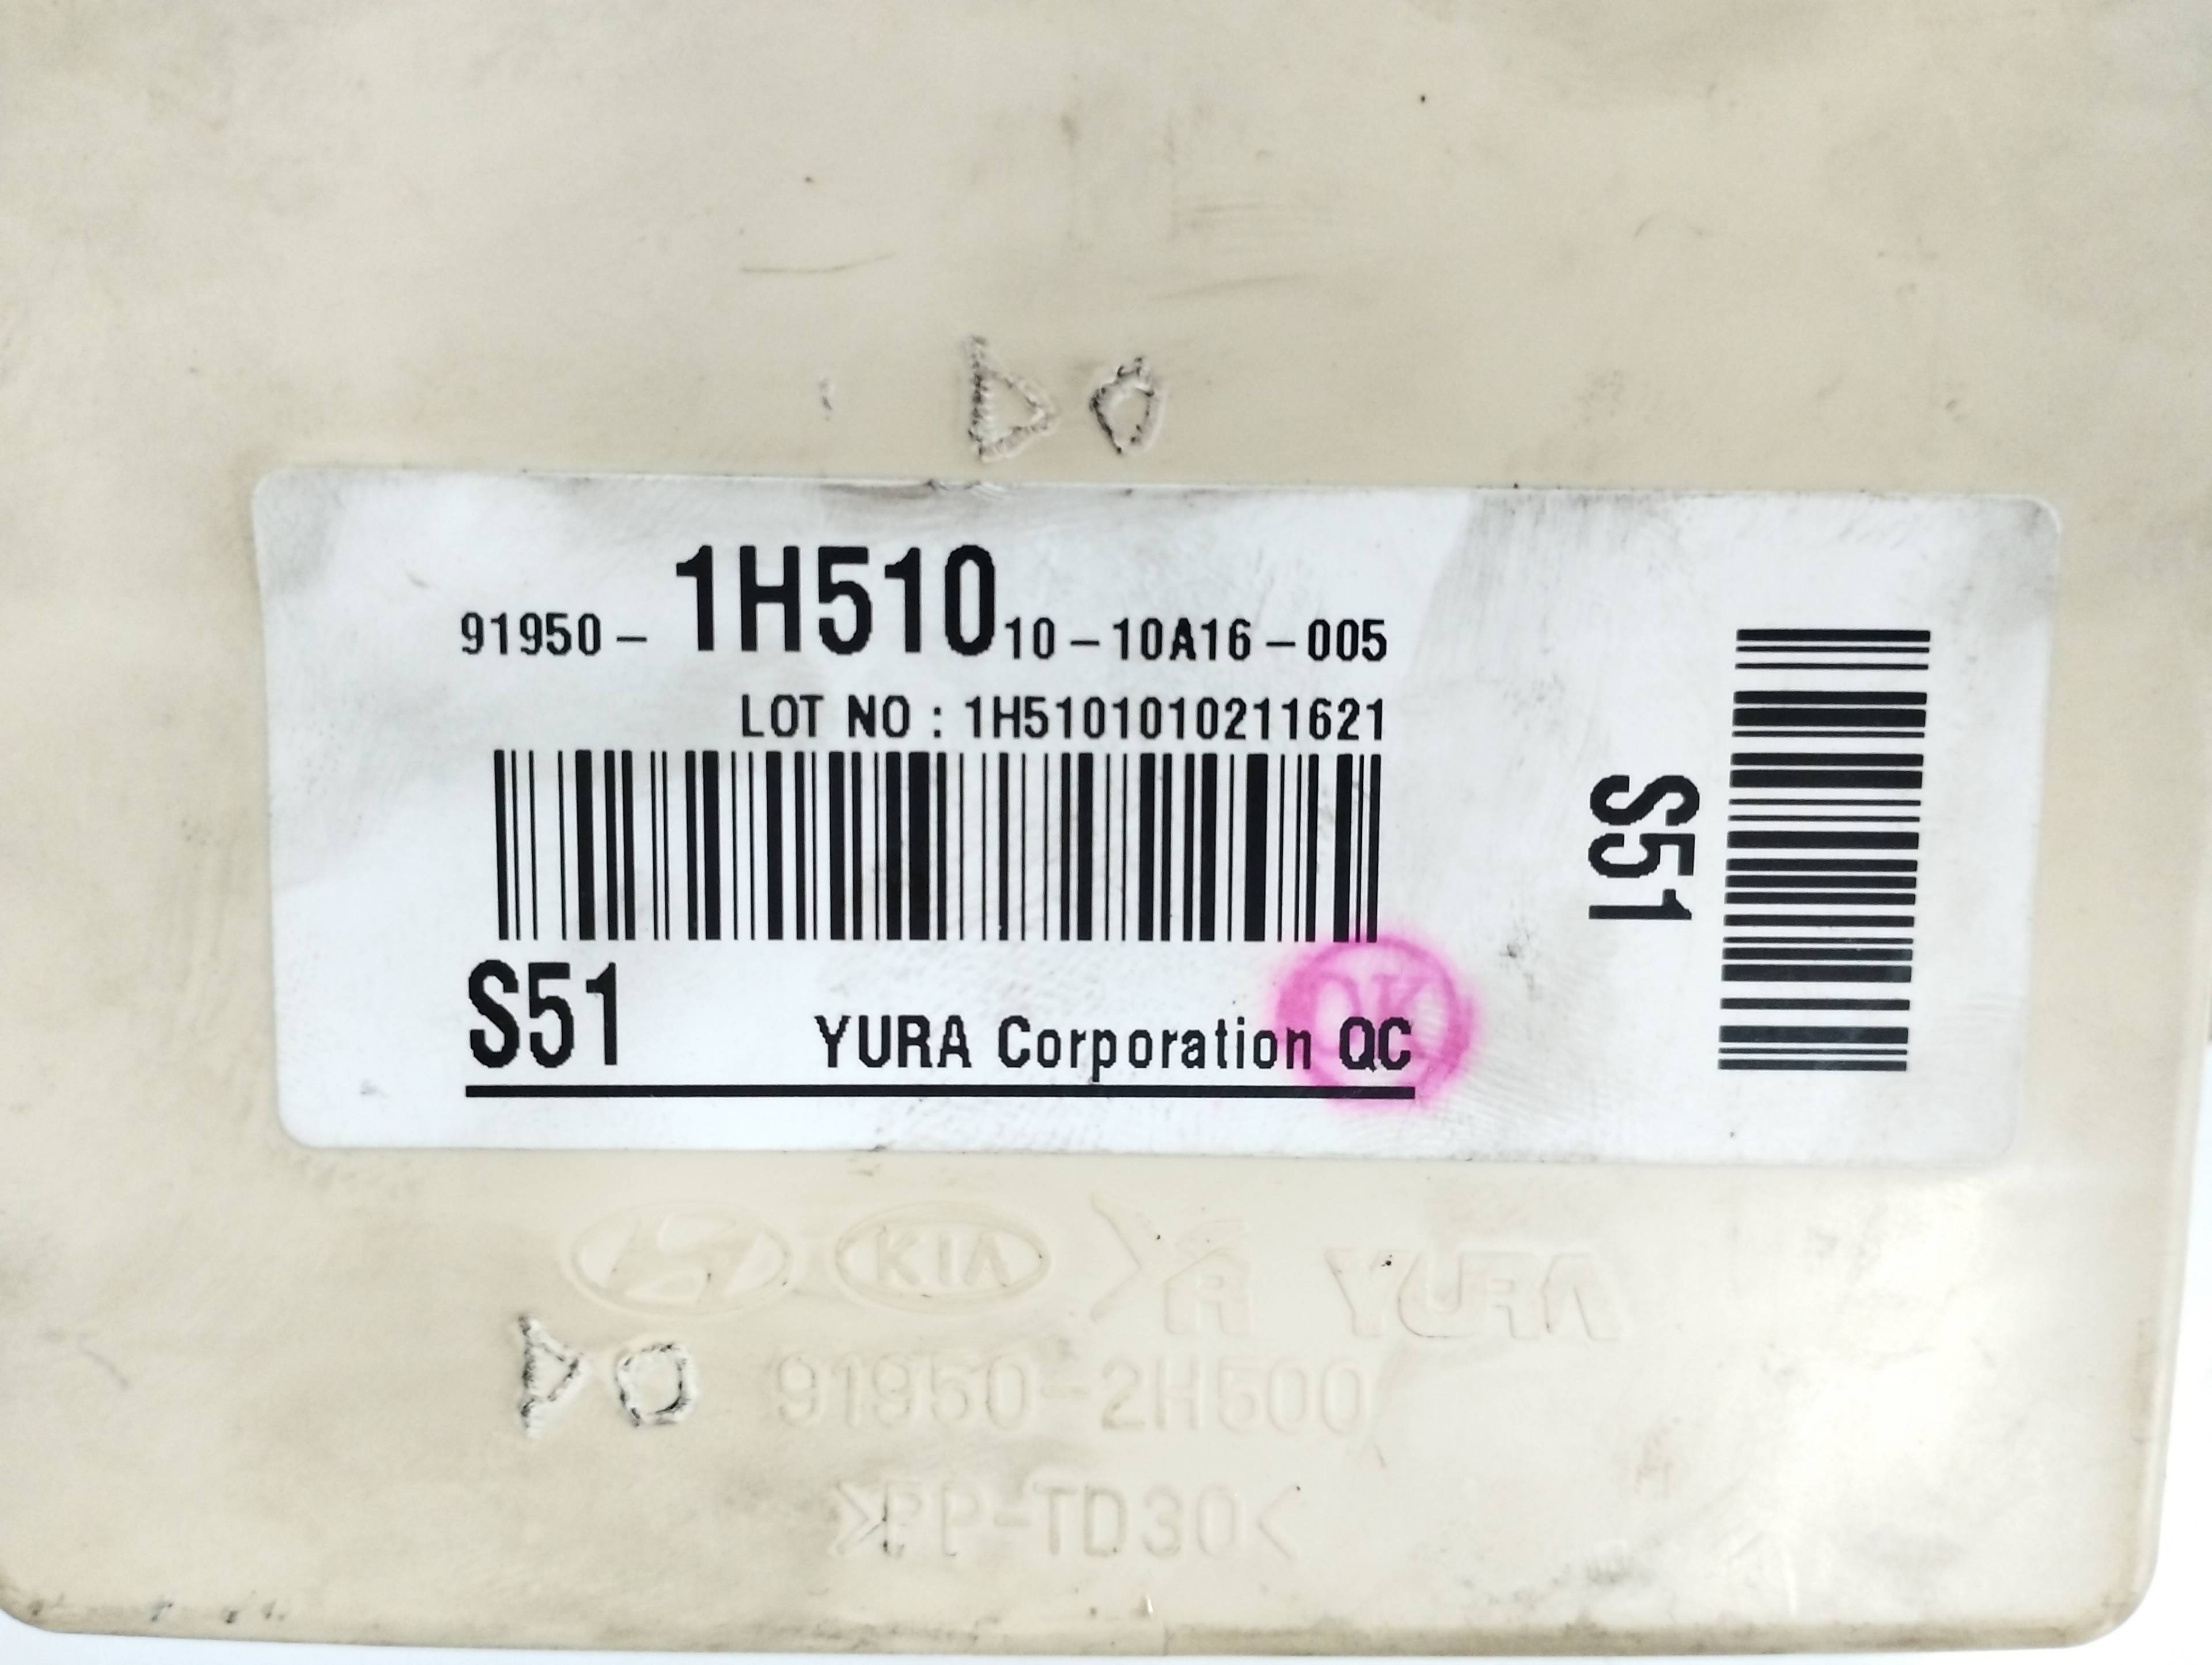 91950- 1H510 10-10A16-005
LOT NO : 1H5101010211621
S51
S51
YURA Corporation QC
OK
KIA
91950-2H500
>PP-TD30<